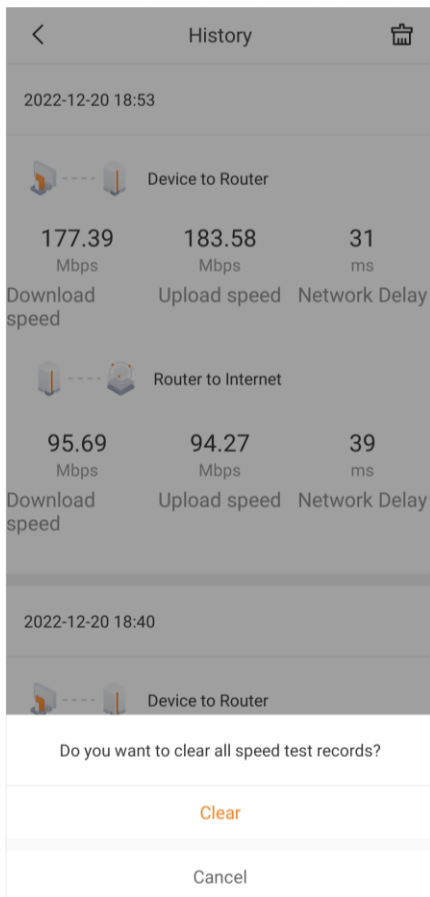 History
2022-12-20 18:53
Device to Router
177.39 183.58 31
Mbps Mbps ms
Download Upload speed Network Delay
speed
Router to Internet
95.69 94.27 39
Mbps Mbps ms
Download Upload speed Network Delay
speed
2022-12-20 18:40
Device to Router
Do you want to clear all speed test records?
Clear
Cancel